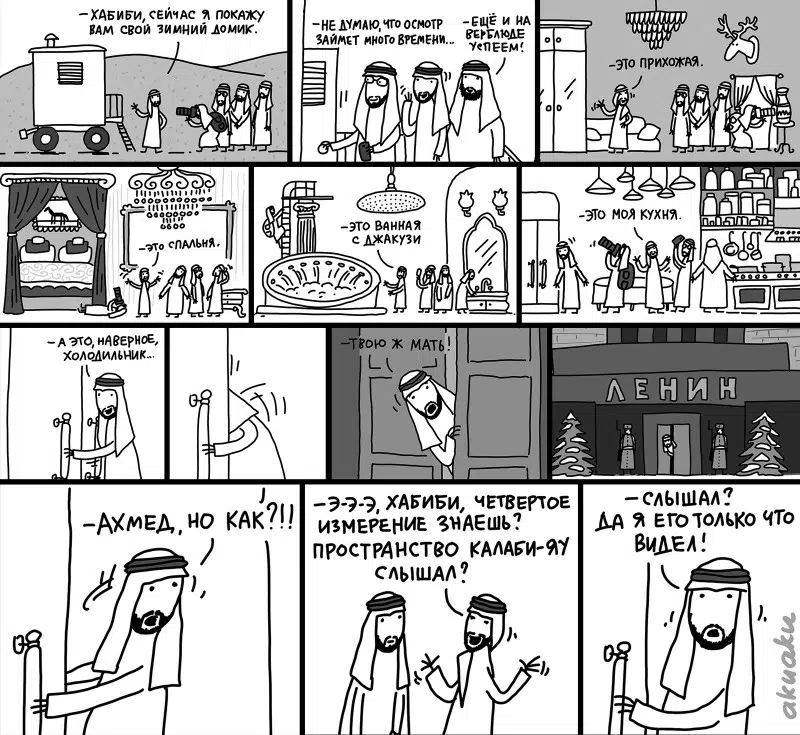 - ХАБИБИ, СЕЙЧАС Я ПОКАЖУ
ВАМ СВОЙ ЗИМНИЙ ДОМИК.
-НЕ ДУМАЮ, ЧТО ОСМОТР
ЗАЙМЕТ МНОГО ВРЕМЕНИ...
-ЕЩЁ И НА
ВЕРБЛЮДЕ
УСПЕЕМ!
-ЭТО ПРИХОЖАЯ.
-ЭТО СПАЛЬНЯ.
-ЭТО ВАННАЯ
С ДЖАКУЗИ
-ЭТО МОЯ КУХНЯ.
- А ЭТО, НАВЕРНОЕ,
ХОЛОДИЛЬНИК...
-ТВОЮ Ж МАТЬ!
ЛЕНИН
-АХМЕД, НО КАК?!!
-Э-Э-Э, ХАБИБИ, ЧЕТВЕРТОЕ
ИЗМЕРЕНИЕ ЗНАЕШЬ?
ПРОСТРАНСТВО КАЛАБИ-ЯУ
СЛЫШАЛ?
-СЛЫШАЛ?
ДА Я ЕГО ТОЛЬКО ЧТО
ВИДЕЛ!
akuaku